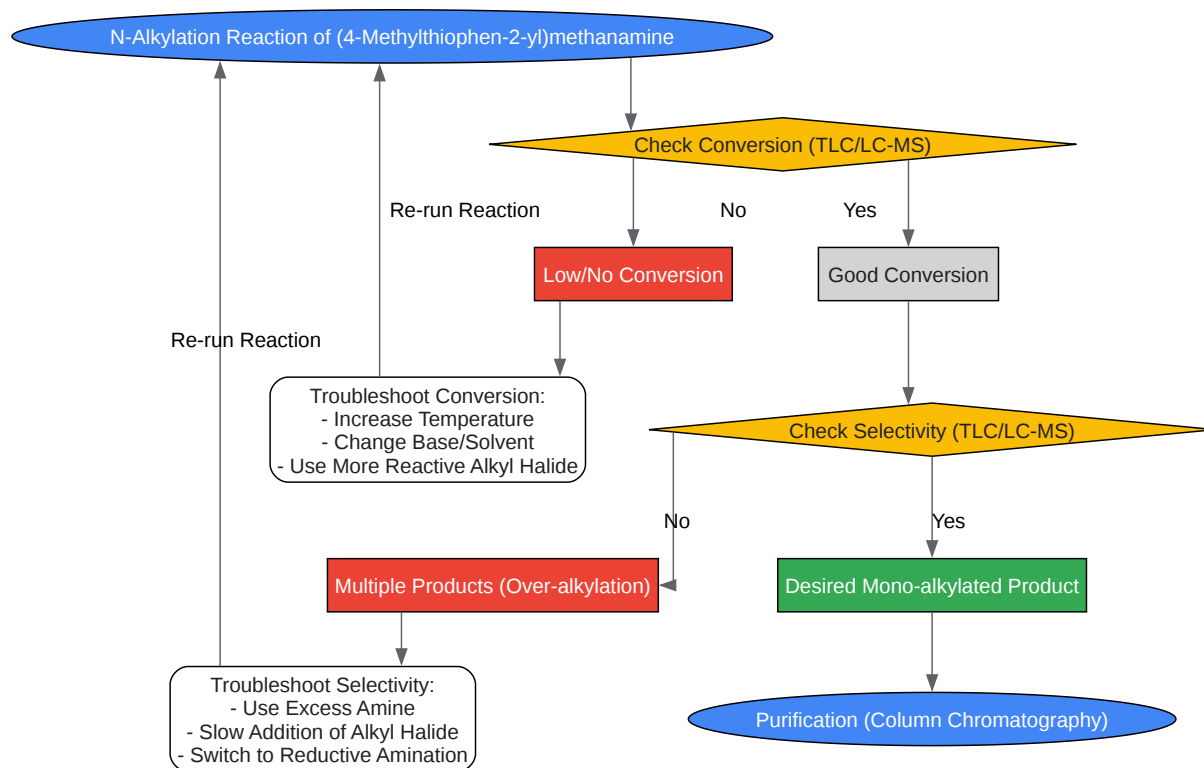 N-Alkylation Reaction of (4-Methylthiophen-2-yl)methanamine
Check Conversion (TLC/LC-MS)
Re-run Reaction
No
Yes
Low/No Conversion
Good Conversion
Re-run Reaction
Troubleshoot Conversion:
- Increase Temperature
- Change Base/Solvent
- Use More Reactive Alkyl Halide
Check Selectivity (TLC/LC-MS)
No
Yes
Multiple Products (Over-alkylation)
Desired Mono-alkylated Product
Troubleshoot Selectivity:
- Use Excess Amine
- Slow Addition of Alkyl Halide
- Switch to Reductive Amination
Purification (Column Chromatography)